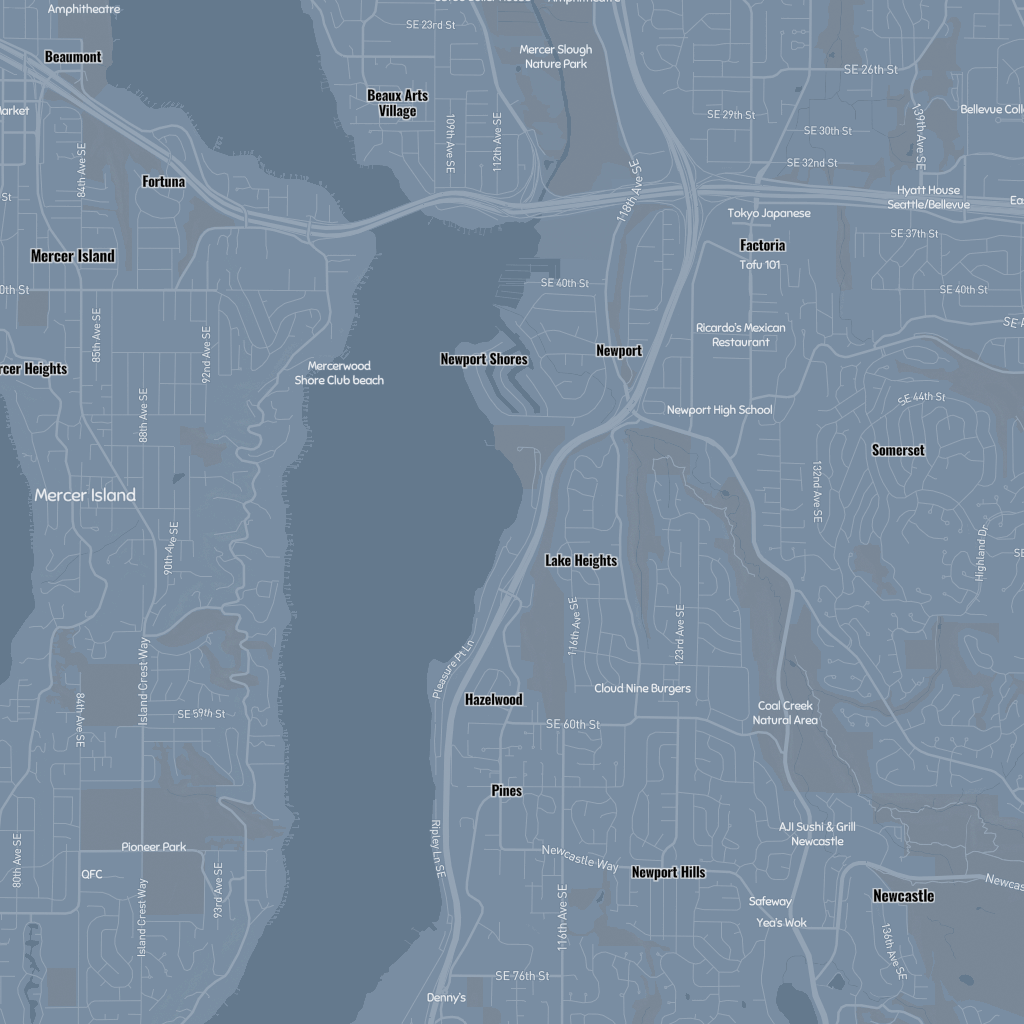 Amphitheatre
Amphitheatre
SE 23rd St
Beaumont
Mercer Slough
Nature Park
SE 26th St
Beaux Arts
Village
Market
SE 29th St
139th Ave SE
109th Ave SE
112th Ave SE
SE 30th St
84th Ave SE
SE 32nd St
Fortuna
118th Ave SE
Hyatt House
Seattle/Bellevue
St
Tokyo Japanese
SE 37th St
Mercer Island
Factoria
Tofu 101
SE 40th St
SE 40th St
85th Ave SE
92nd Ave SE
Ricardo's Mexican
Restaurant
Newport
Newport Shores
Mercerwood
Shore Club beach
88th Ave SE
SE 44th St
Newport High School
Somerset
Mercer Island
132nd Ave SE
90th Ave SE
Highland Dr
Lake Heights
116th Ave SE
123rd Ave SE
Pleasure Pt Ln
Island Crest Way
Cloud Nine Burgers
Hazelwood
84th Ave SE
SE 59th St
Coal Creek
Natural Area
SE 60th St
Pines
AJI Sushi & Grill
Newcastle
Ripley Ln SE
80th Ave SE
Pioneer Park
Newcastle Way
QFC
Newport Hills
93rd Ave SE
Island Crest Way
Newcastle
Safeway
116th Ave SE
Yea's Wok
136th Ave SE
SE 76th St
Denny's